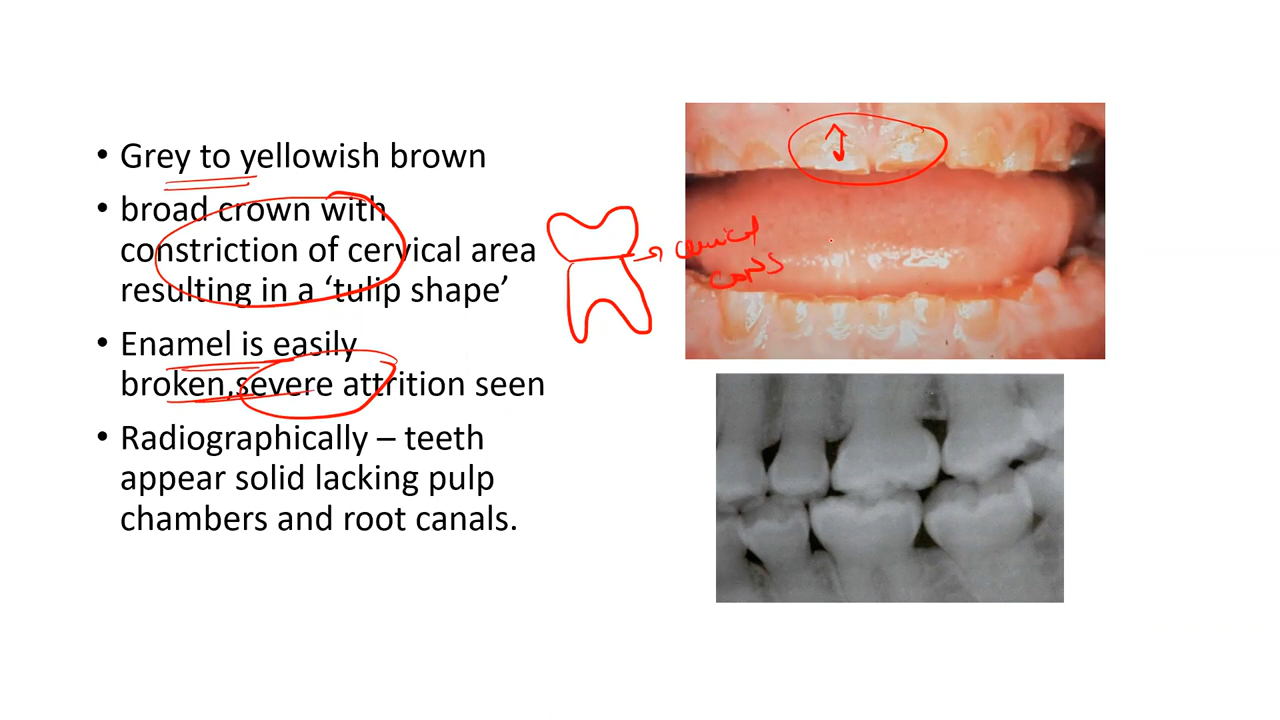 • Grey to yellowish brown
• broad crown with
constriction of cervical area
resulting in a ‘tulip shape’
• Enamel is easily
broken,severe attrition seen
• Radiographically – teeth
appear solid lacking pulp
chambers and root canals.
cervical